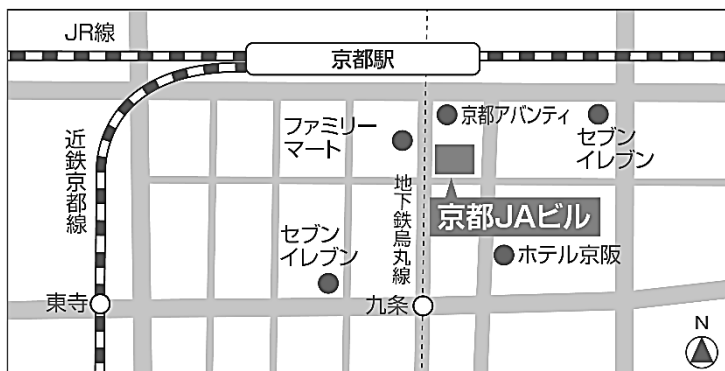 JR線
京都駅
近鉄京都線
ファミリー
マート
京都アバンティ
セブン
イレブン
地下鉄烏丸線
京都JAビル
セブン
イレブン
ホテル京阪
東寺
九条
N